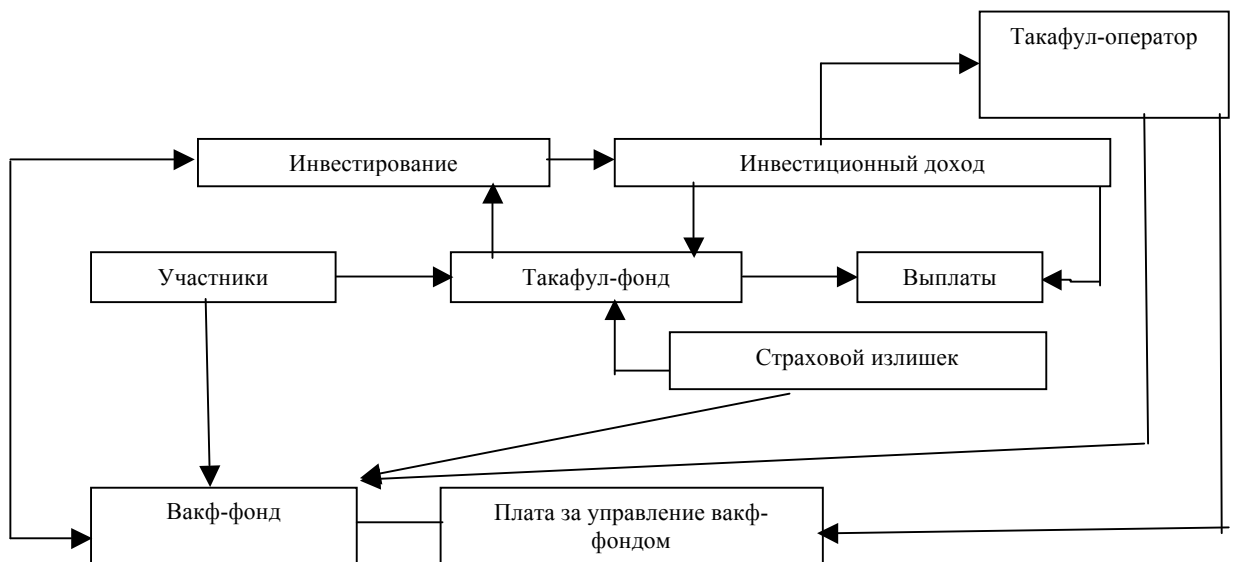 Такафул-оператор
Инвестирование
Инвестиционный доход
Участники
Такафул-фонд
Выплаты
Страховой излишек
Вакф-фонд
Плата за управление вакф-
фондом